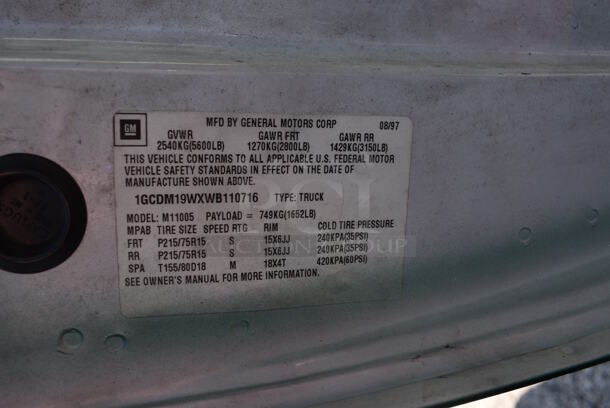 GM
MFD BY GENERAL MOTORS CORP 08/97
GVWR GAWR FRT GAWR RR
2540KG(5600LB) 1270KG(2800LB) 1429KG(3150LB)
THIS VEHICLE CONFORMS TO ALL APPLICABLE U.S. FEDERAL MOTOR
VEHICLE SAFETY STANDARDS IN EFFECT ON THE DATE OF
MANUFACTURE SHOWN ABOVE.
1GCDM19WXWB110716 TYPE: TRUCK
MODEL: M11005 PAYLOAD = 749KG(1652LB)
MPAB TIRE SIZE SPEED RTG RIM COLD TIRE PRESSURE
FRT P215/75R15 S 15X6JJ 240KPA(35PSI)
RR P215/75R15 S 15X6JJ 240KPA(35PSI)
SPA T155/80D18 M 18X4T 420KPA(60PSI)
SEE OWNER'S MANUAL FOR MORE INFORMATION.
PCI
AUCTION GROUP